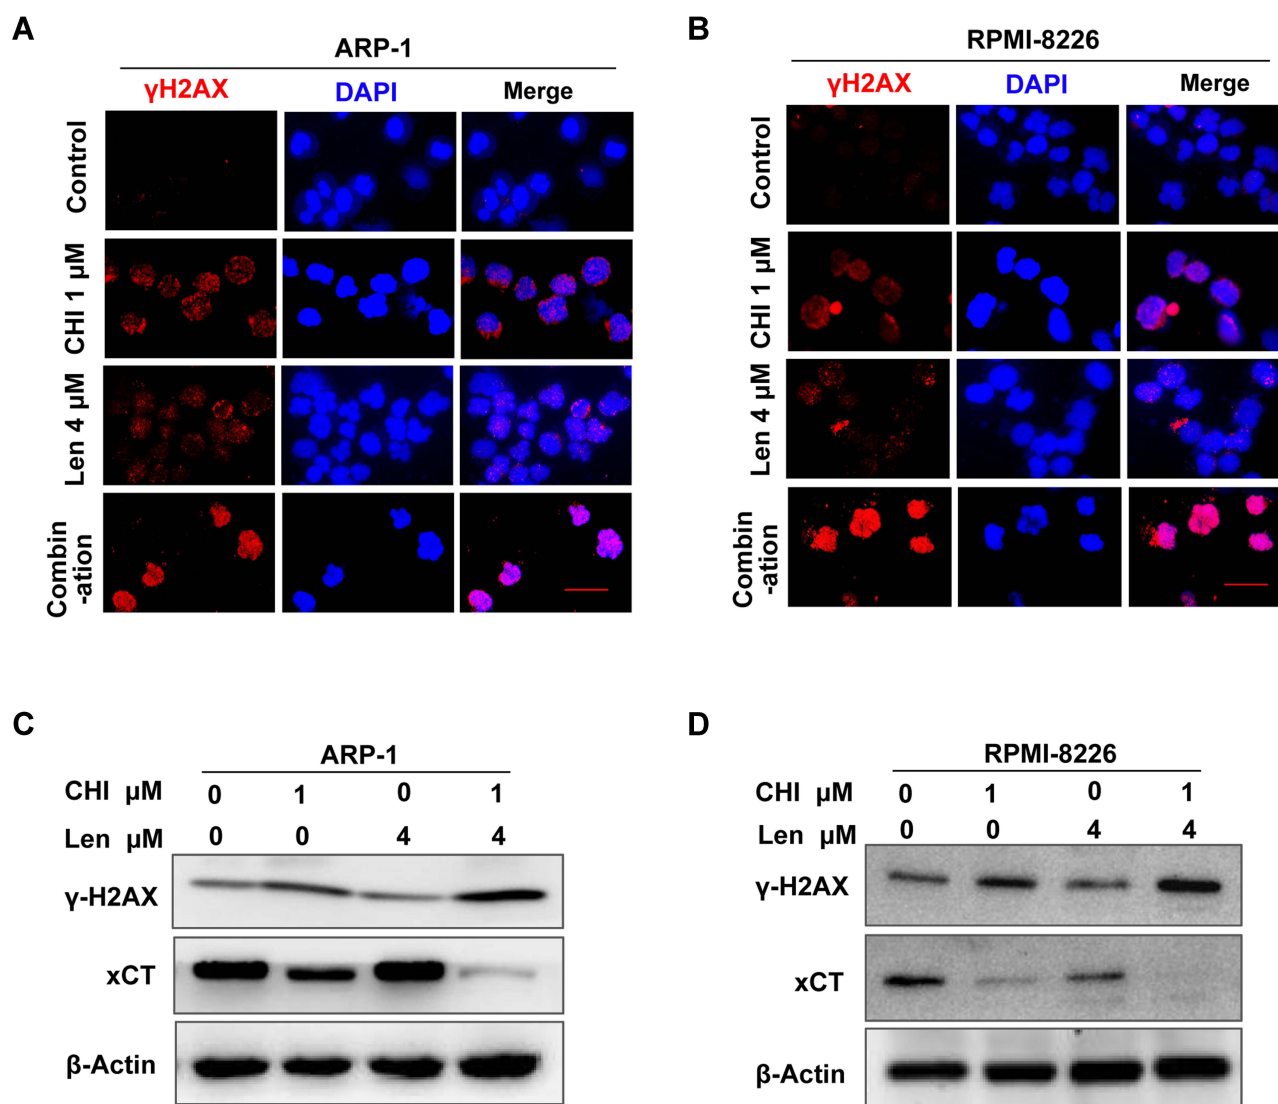 A
ARP-1
γH2AX DAPI Merge
Control
CHI 1 μM
Len 4 μM
Combin
-ation
B
RPMI-8226
γH2AX DAPI Merge
Control
CHI 1 μM
Len 4 μM
Combin
-ation
C
ARP-1
CHI μM 0 1 0 1
Len μM 0 0 4 4
γ-H2AX
xCT
β-Actin
D
RPMI-8226
CHI μM 0 1 0 1
Len μM 0 0 4 4
γ-H2AX
xCT
β-Actin